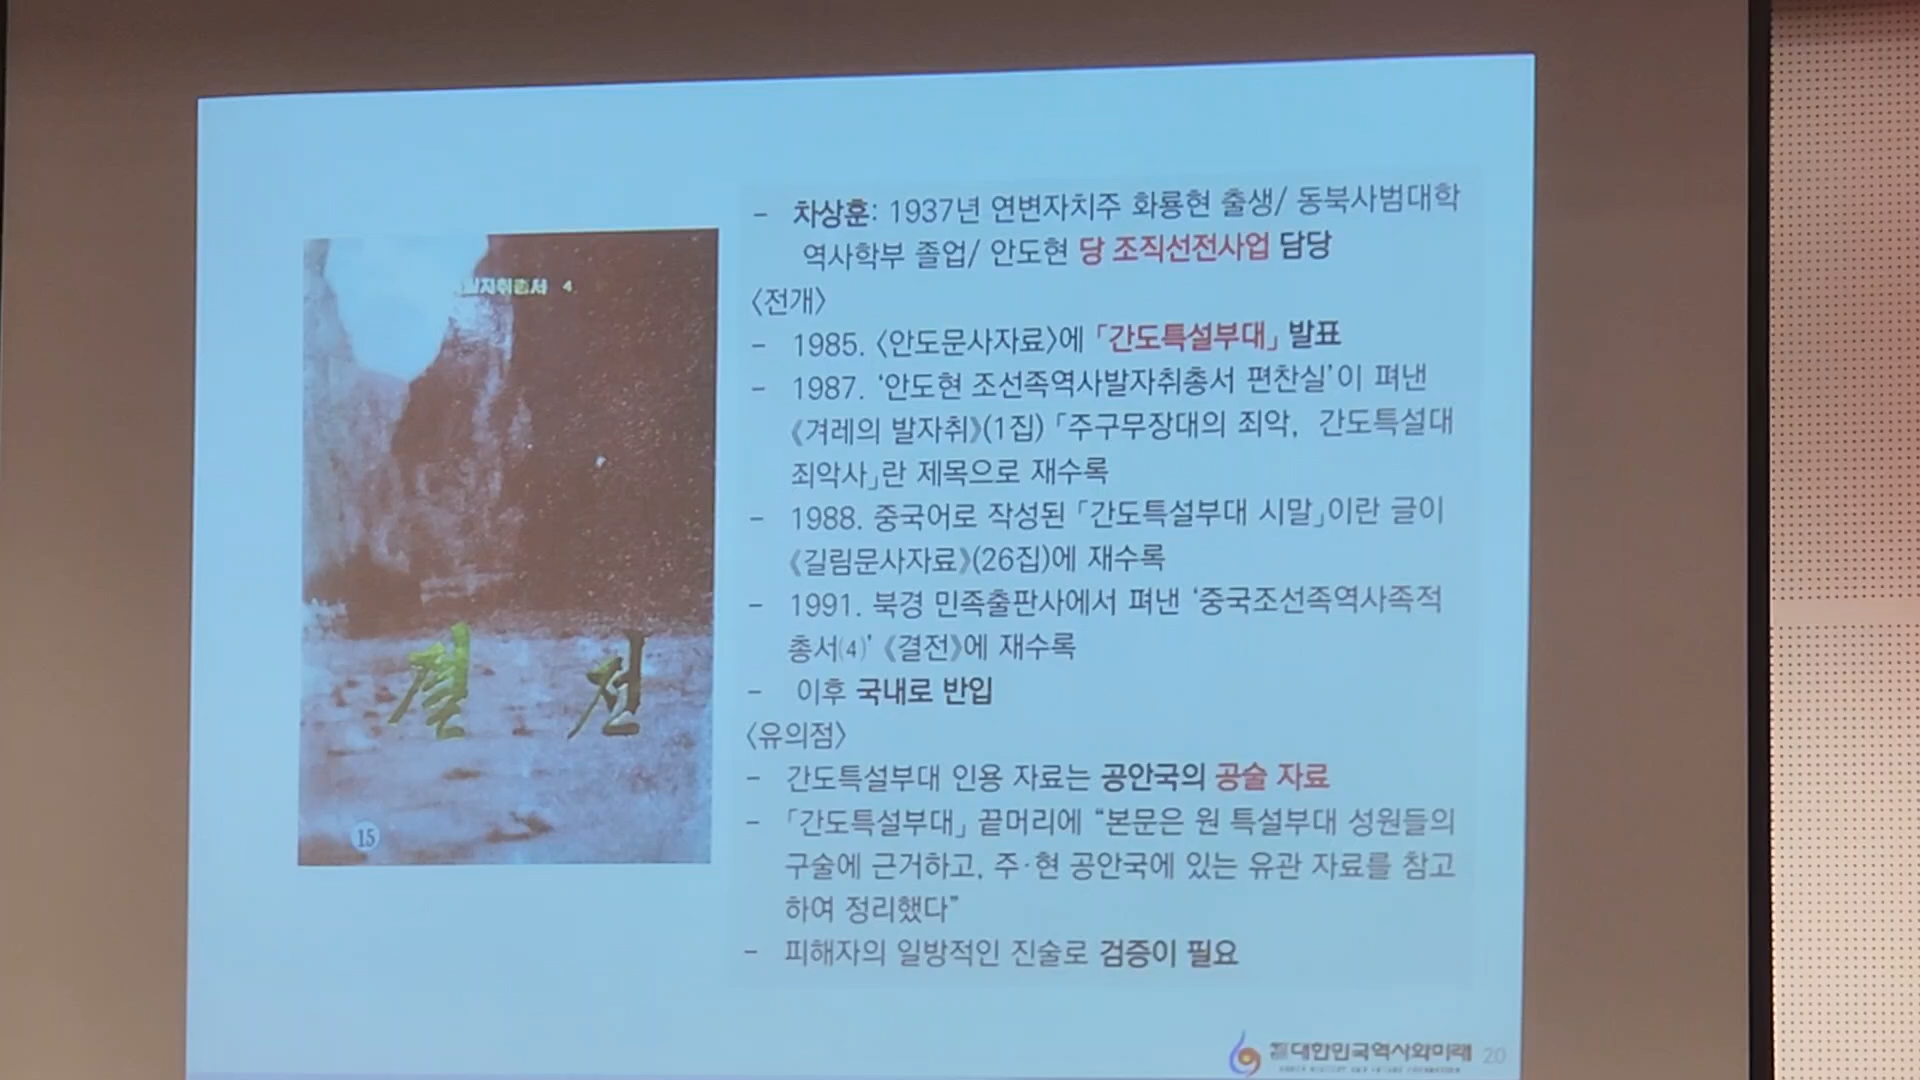 발자취총서 4
결 전
15
- 차상훈: 1937년 연변자치주 화룡현 출생/ 동북사범대학
역사학부 졸업/ 안도현 당 조직선전사업 담당
〈전개〉
- 1985. 〈안도문사자료〉에 「간도특설부대」 발표
- 1987. ‘안도현 조선족역사발자취총서 편찬실’이 펴낸
《겨레의 발자취》(1집) 「주구무장대의 죄악, 간도특설대
죄악사」란 제목으로 재수록
- 1988. 중국어로 작성된 「간도특설부대 시말」이란 글이
《길림문사자료》(26집)에 재수록
- 1991. 북경 민족출판사에서 펴낸 ‘중국조선족역사족적
총서⑷’ 《결전》에 재수록
- 이후 국내로 반입
〈유의점〉
- 간도특설부대 인용 자료는 공안국의 공술 자료
- 「간도특설부대」 끝머리에 “본문은 원 특설부대 성원들의
구술에 근거하고, 주·현 공안국에 있는 유관 자료를 참고
하여 정리했다”
- 피해자의 일방적인 진술로 검증이 필요
대한민국역사와미래 20